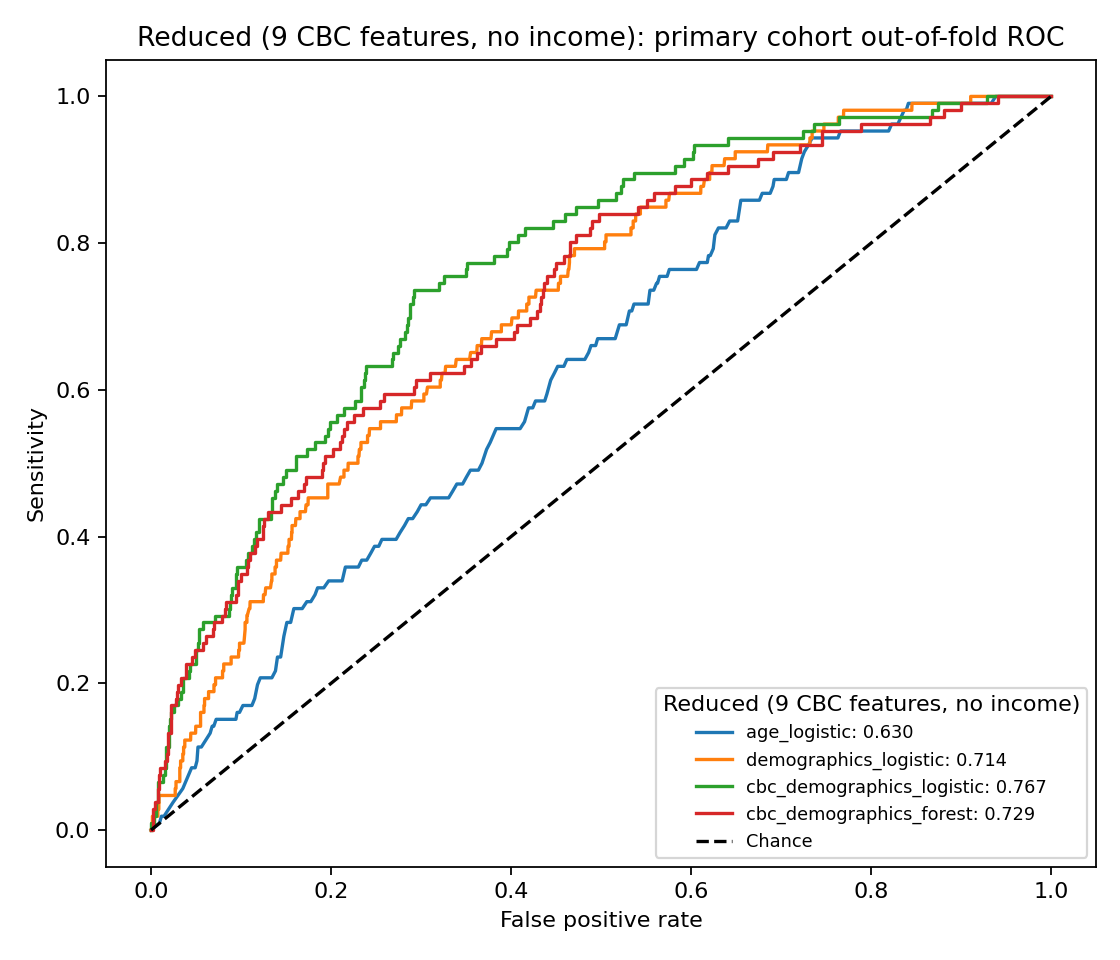 Reduced (9 CBC features, no income): primary cohort out-of-fold ROC
Sensitivity
1.0
0.8
0.6
0.4
0.2
0.0
0.0 0.2 0.4 0.6 0.8 1.0
False positive rate
Reduced (9 CBC features, no income)
age_logistic: 0.630
demographics_logistic: 0.714
cbc_demographics_logistic: 0.767
cbc_demographics_forest: 0.729
Chance